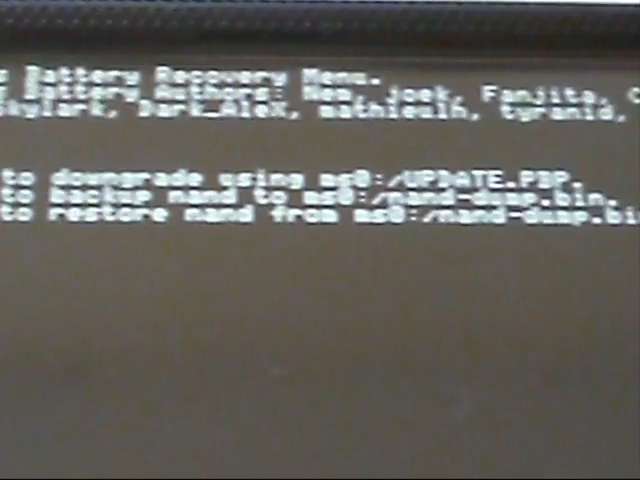 Battery Recovery Menu.
Battery Authors: Nem, joek, Fanjita, C
Skylark, Dark_Alex, mathieulh, tyranid,
to downgrade using ms0:/UPDATE.PBP.
to backup nand to ms0:/nand-dump.bin.
to restore nand from ms0:/nand-dump.bi